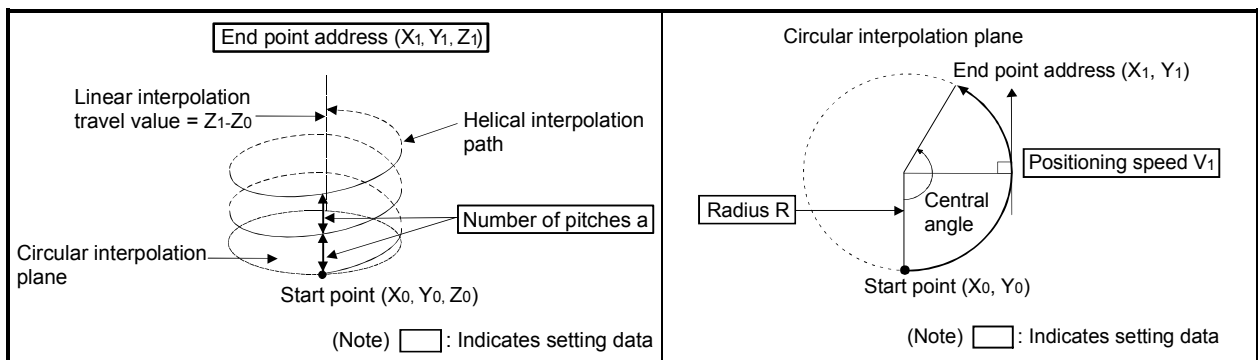 End point address (X1, Y1, Z1)
Linear interpolation
travel value = Z1-Z0
Helical interpolation
path
Number of pitches a
Circular interpolation
plane
Start point (X0, Y0, Z0)
(Note) : Indicates setting data
Circular interpolation plane
End point address (X1, Y1)
Positioning speed V1
Radius R
Central
angle
Start point (X0, Y0)
(Note) : Indicates setting data